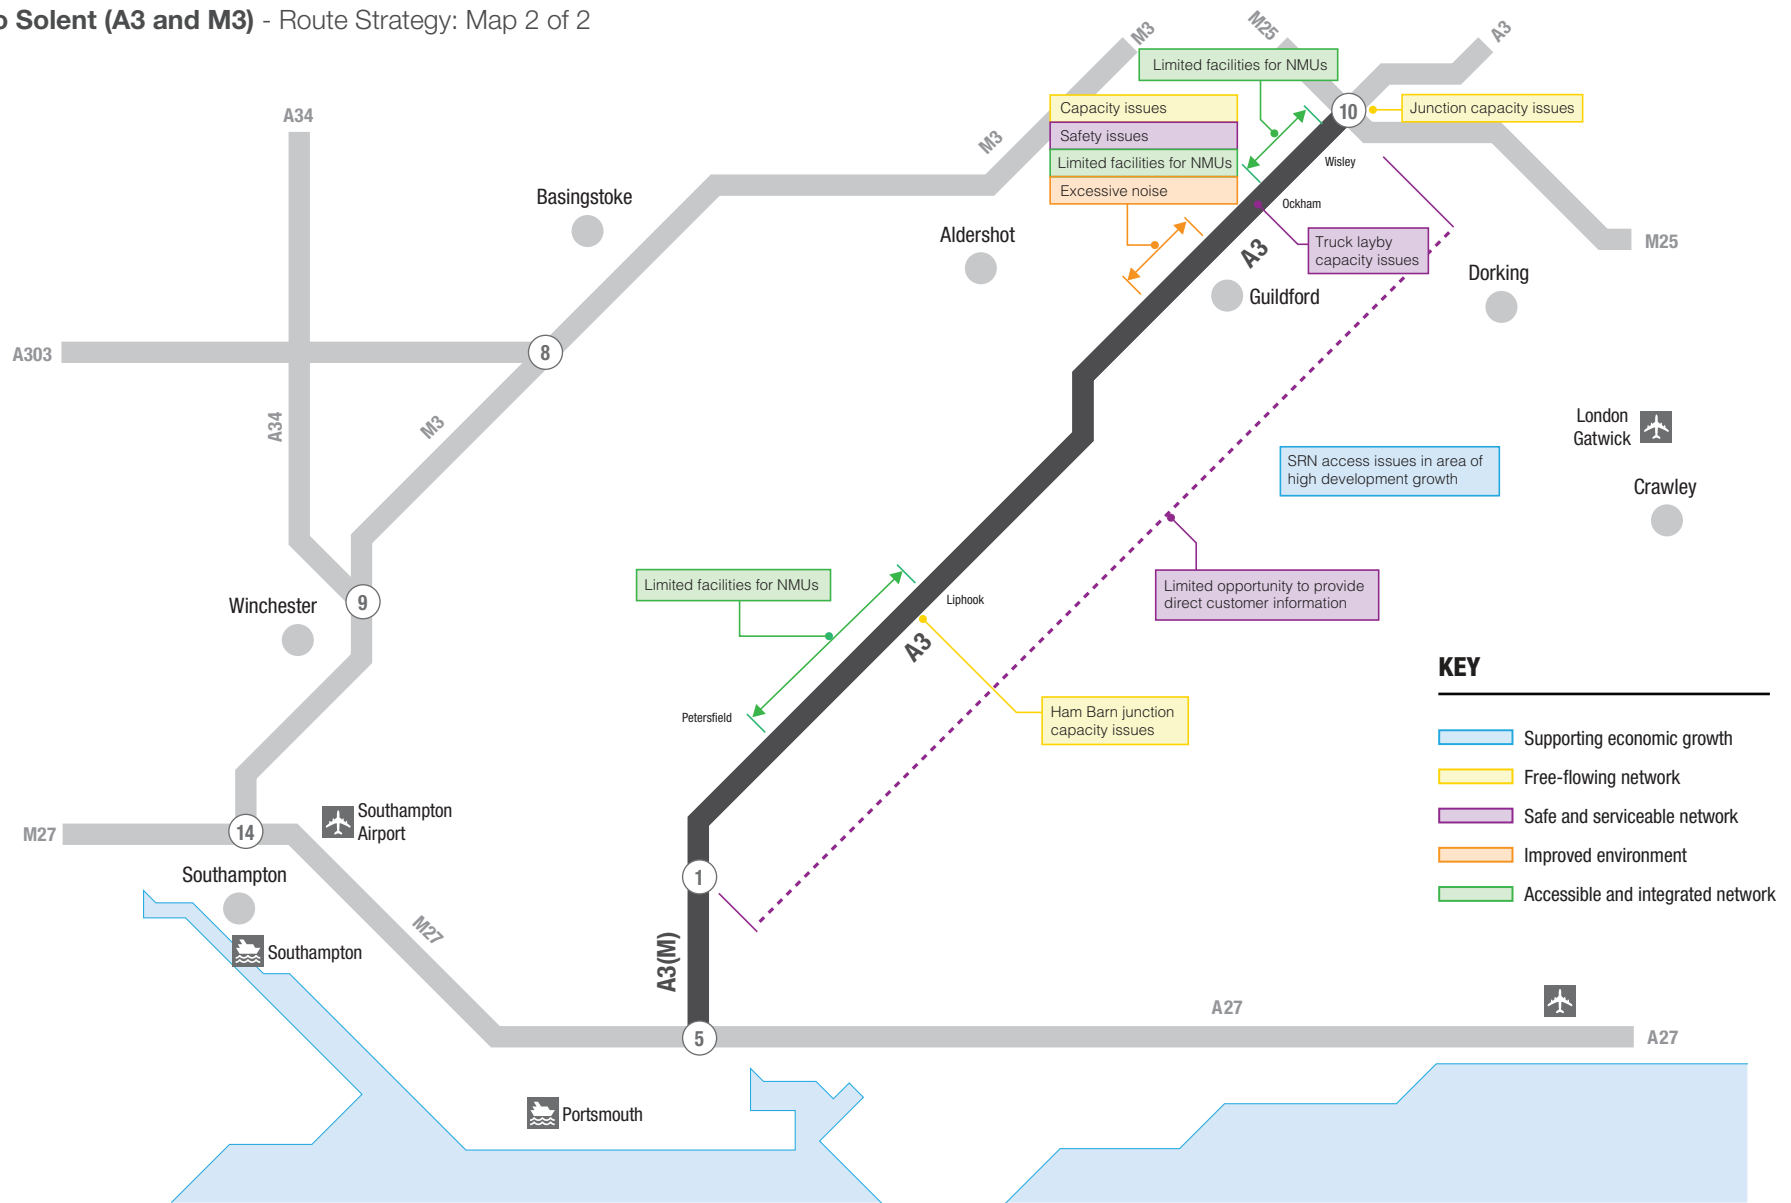 o Solent (A3 and M3) - Route Strategy: Map 2 of 2
M3
M25
A3
Limited facilities for NMUs
Capacity issues
Safety issues
Limited facilities for NMUs
Excessive noise
10
Junction capacity issues
A34
M3
Wisley
Basingstoke
Ockham
Aldershot
A3
Truck layby
capacity issues
M25
Dorking
Guildford
A303
8
A34
M3
London
Gatwick
SRN access issues in area of
high development growth
Crawley
Limited facilities for NMUs
Limited opportunity to provide
direct customer information
Winchester
9
Liphook
A3
KEY
Petersfield
Ham Barn junction
capacity issues
Supporting economic growth
Free-flowing network
Safe and serviceable network
Improved environment
Accessible and integrated network
M27
14
Southampton
Airport
Southampton
1
M27
Southampton
A3(M)
A27
5
A27
Portsmouth